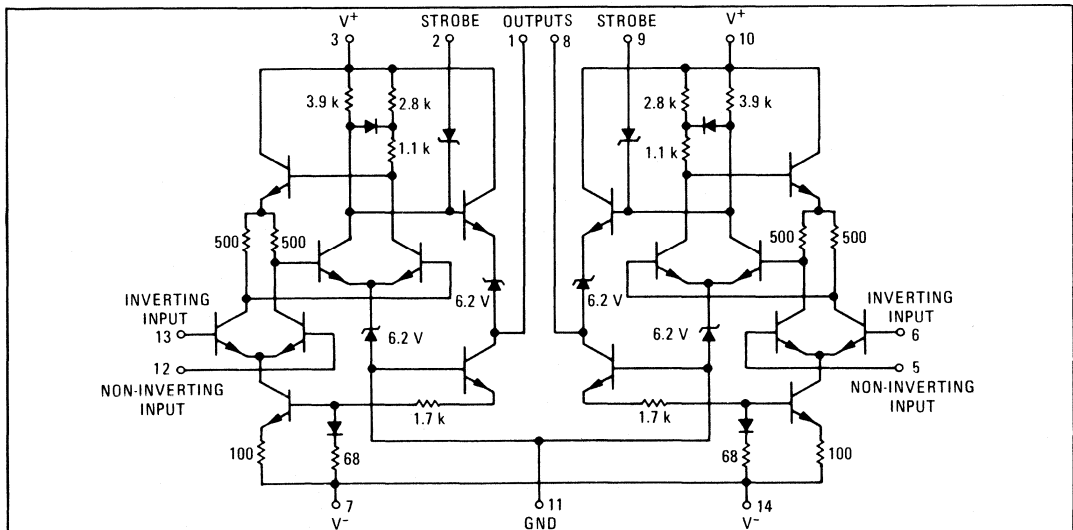 V+ STROBE OUTPUTS STROBE V+
3 2 1 8 9 10
3.9 k 2.8 k 2.8 k 3.9 k
1.1 k 1.1 k
500 500 500 500
6.2 V 6.2 V
INVERTING INPUT
13
6.2 V 6.2 V
INVERTING INPUT
6
12
NON-INVERTING INPUT
5
NON-INVERTING INPUT
1.7 k 1.7 k
100 68 68 100
7 11 14
V- GND V-